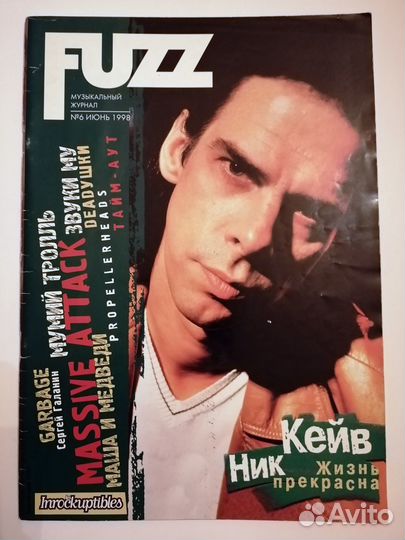 FUZZ
МУЗЫКАЛЬНЫЙ
ЖУРНАЛ
№6 ИЮНЬ 1998
GARBAGE
Сергей Галанин
МУМИЙ ТРОЛЛЬ
MASSIVE ATTACK
ЗВУКИ МУ
МАША И МЕДВЕДИ
DEADУШКИ
PROPELLERHEADS
ТАЙМ-АУТ
Ник Кейв
Жизнь
прекрасна
les Inrockuptibles
Avito